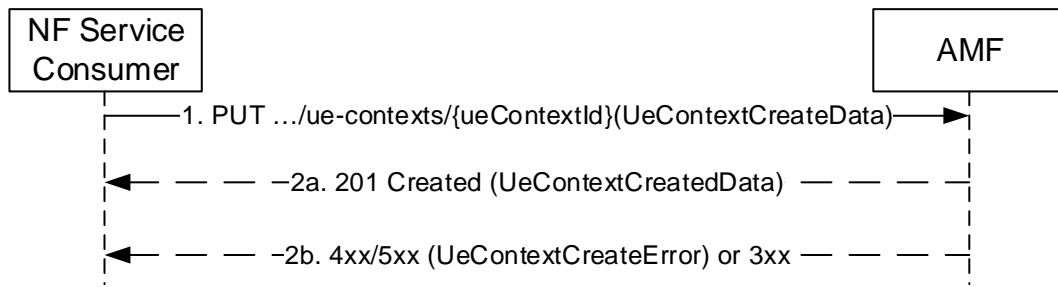 NF Service
Consumer
AMF
1. PUT …/ue-contexts/{ueContextId}(UeContextCreateData)
2a. 201 Created (UeContextCreatedData)
2b. 4xx/5xx (UeContextCreateError) or 3xx